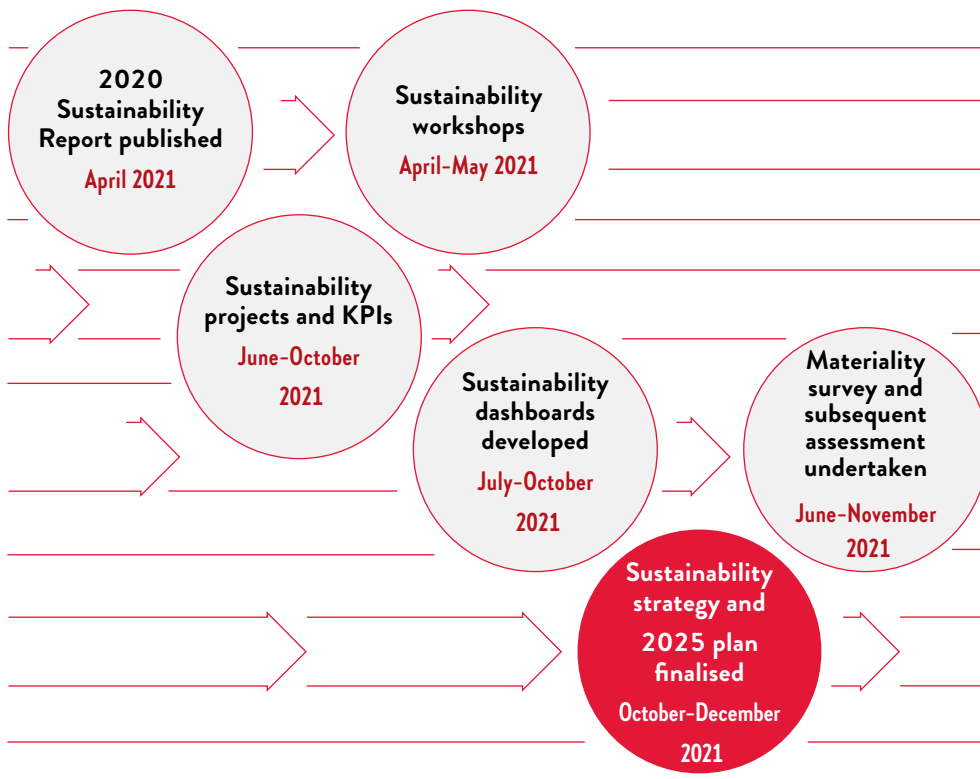 2020
Sustainability
Report published
April 2021
Sustainability
workshops
April–May 2021
Sustainability
projects and KPIs
June–October
2021
Sustainability
dashboards
developed
July–October
2021
Materiality
survey and
subsequent
assessment
undertaken
June–November
2021
Sustainability
strategy and
2025 plan
finalised
October–December
2021